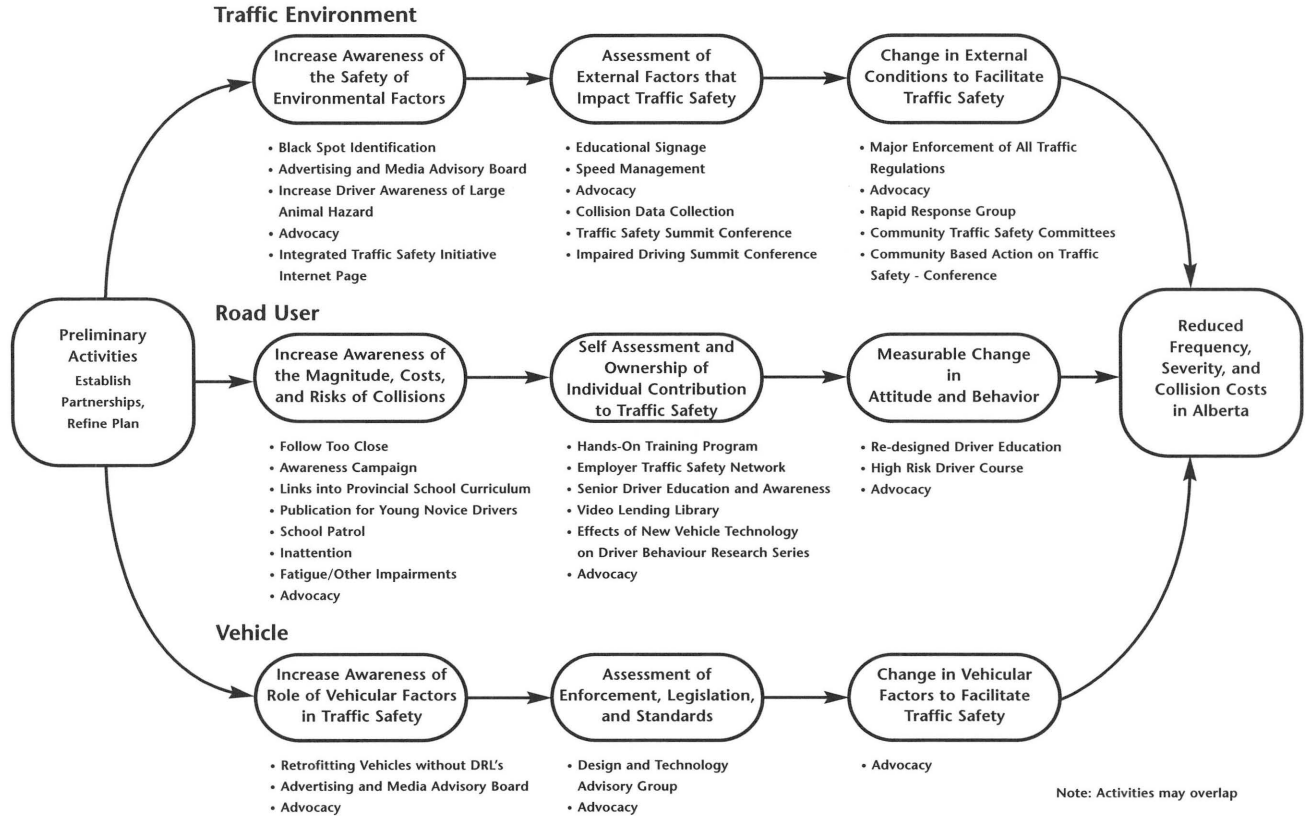 Traffic Environment
Increase Awareness of
the Safety of
Environmental Factors
Assessment of
External Factors that
Impact Traffic Safety
Change in External
Conditions to Facilitate
Traffic Safety
• Black Spot Identification
• Advertising and Media Advisory Board
• Increase Driver Awareness of Large
Animal Hazard
• Advocacy
• Integrated Traffic Safety Initiative
Internet Page
• Educational Signage
• Speed Management
• Advocacy
• Collision Data Collection
• Traffic Safety Summit Conference
• Impaired Driving Summit Conference
• Major Enforcement of All Traffic
Regulations
• Advocacy
• Rapid Response Group
• Community Traffic Safety Committees
• Community Based Action on Traffic
Safety - Conference
Preliminary
Activities
Establish
Partnerships,
Refine Plan
Road User
Increase Awareness of
the Magnitude, Costs,
and Risks of Collisions
Self Assessment and
Ownership of
Individual Contribution
to Traffic Safety
Measurable Change
in
Attitude and Behavior
Reduced
Frequency,
Severity, and
Collision Costs
in Alberta
• Follow Too Close
• Awareness Campaign
• Links into Provincial School Curriculum
• Publication for Young Novice Drivers
• School Patrol
• Inattention
• Fatigue/Other Impairments
• Advocacy
• Hands-On Training Program
• Employer Traffic Safety Network
• Senior Driver Education and Awareness
• Video Lending Library
• Effects of New Vehicle Technology
on Driver Behaviour Research Series
• Advocacy
• Re-designed Driver Education
• High Risk Driver Course
• Advocacy
Vehicle
Increase Awareness of
Role of Vehicular Factors
in Traffic Safety
Assessment of
Enforcement, Legislation,
and Standards
Change in Vehicular
Factors to Facilitate
Traffic Safety
• Retrofitting Vehicles without DRL's
• Advertising and Media Advisory Board
• Advocacy
• Design and Technology
Advisory Group
• Advocacy
• Advocacy
Note: Activities may overlap